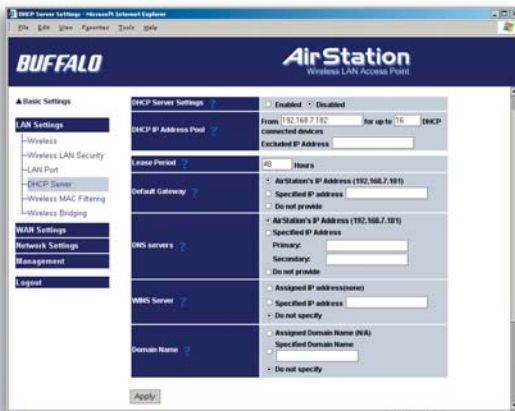 DHCP Server Settings - Microsoft Internet Explorer
File Edit View Favorites Tools Help
BUFFALO
AirStation
Wireless LAN Access Point
▲Basic Settings
LAN Settings
Wireless
Wireless LAN Security
LAN Port
DHCP Server
Wireless MAC Filtering
Wireless Bridging
WAN Settings
Network Settings
Management
Logout
DHCP Server Settings ?
Enabled Disabled
DHCP IP Address Pool ?
From 192.168.7.182 for up to 16 DHCP
connected devices
Excluded IP Address
Lease Period ?
48 Hours
Default Gateway ?
AirStation's IP Address (192.168.7.181)
Specified IP address
Do not provide
DNS servers ?
AirStation's IP Address (192.168.7.181)
Specified IP Address
Primary:
Secondary:
Do not provide
WINS Server ?
Assigned IP address(none)
Specified IP address
Do not specify
Domain Name ?
Assigned Domain Name (N/A)
Specified Domain Name
Do not specify
Apply